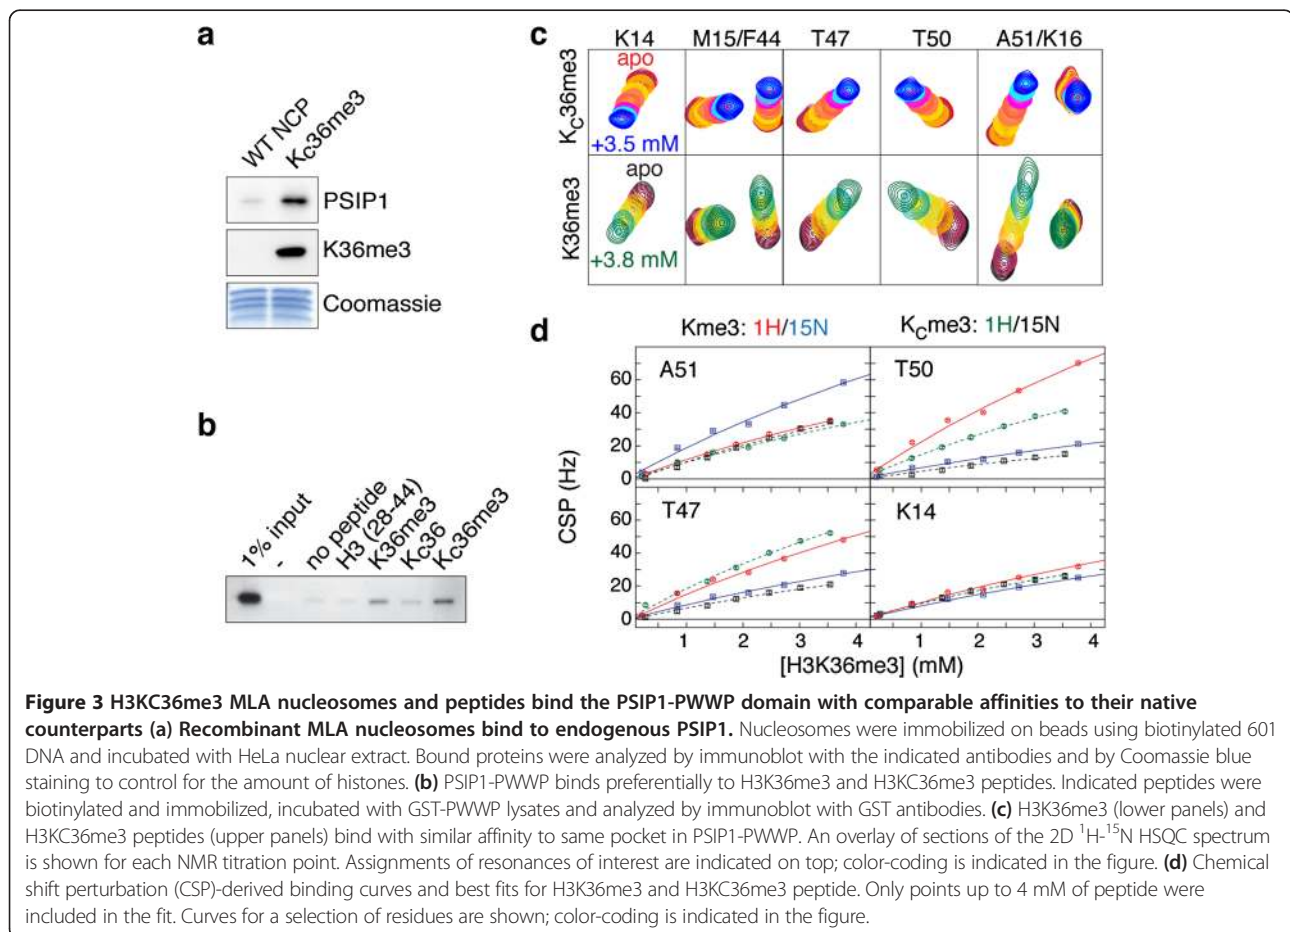 a
WT NCP
Kc36me3
PSIP1
K36me3
Coomassie
b
1% input
-
no peptide
H3 (28-44)
K36me3
Kc36
Kc36me3
c
K14 M15/F44 T47 T50 A51/K16
KC36me3
apo
+3.5 mM
K36me3
apo
+3.8 mM
d
Kme3: 1H/15N KCme3: 1H/15N
A51 T50
60
40
20
0
T47 K14
60
40
20
0
1 2 3 4 1 2 3 4
CSP (Hz)
[H3K36me3] (mM)
Figure 3 H3KC36me3 MLA nucleosomes and peptides bind the PSIP1-PWWP domain with comparable affinities to their native
counterparts (a) Recombinant MLA nucleosomes bind to endogenous PSIP1. Nucleosomes were immobilized on beads using biotinylated 601
DNA and incubated with HeLa nuclear extract. Bound proteins were analyzed by immunoblot with the indicated antibodies and by Coomassie blue
staining to control for the amount of histones. (b) PSIP1-PWWP binds preferentially to H3K36me3 and H3KC36me3 peptides. Indicated peptides were
biotinylated and immobilized, incubated with GST-PWWP lysates and analyzed by immunoblot with GST antibodies. (c) H3K36me3 (lower panels) and
H3KC36me3 peptides (upper panels) bind with similar affinity to same pocket in PSIP1-PWWP. An overlay of sections of the 2D ¹H-¹⁵N HSQC spectrum
is shown for each NMR titration point. Assignments of resonances of interest are indicated on top; color-coding is indicated in the figure. (d) Chemical
shift perturbation (CSP)-derived binding curves and best fits for H3K36me3 and H3KC36me3 peptide. Only points up to 4 mM of peptide were
included in the fit. Curves for a selection of residues are shown; color-coding is indicated in the figure.